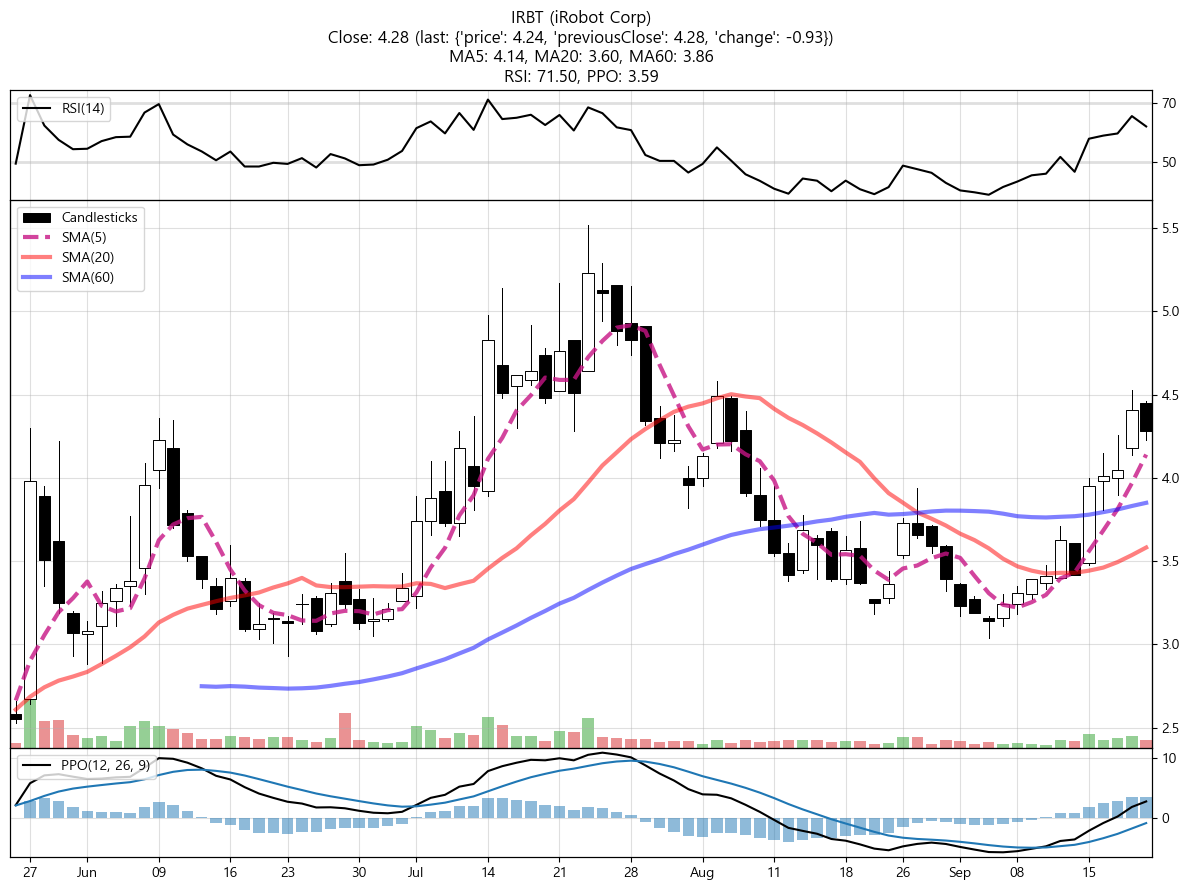 IRBT (iRobot Corp)
Close: 4.28 (last: {'price': 4.24, 'previousClose': 4.28, 'change': -0.93})
MA5: 4.14, MA20: 3.60, MA60: 3.86
RSI: 71.50, PPO: 3.59
RSI(14)
70
50
Candlesticks
SMA(5)
SMA(20)
SMA(60)
5.5
5.0
4.5
4.0
3.5
3.0
2.5
PPO(12, 26, 9)
10
0
27 Jun 09 16 23 30 Jul 14 21 28 Aug 11 18 26 Sep 08 15